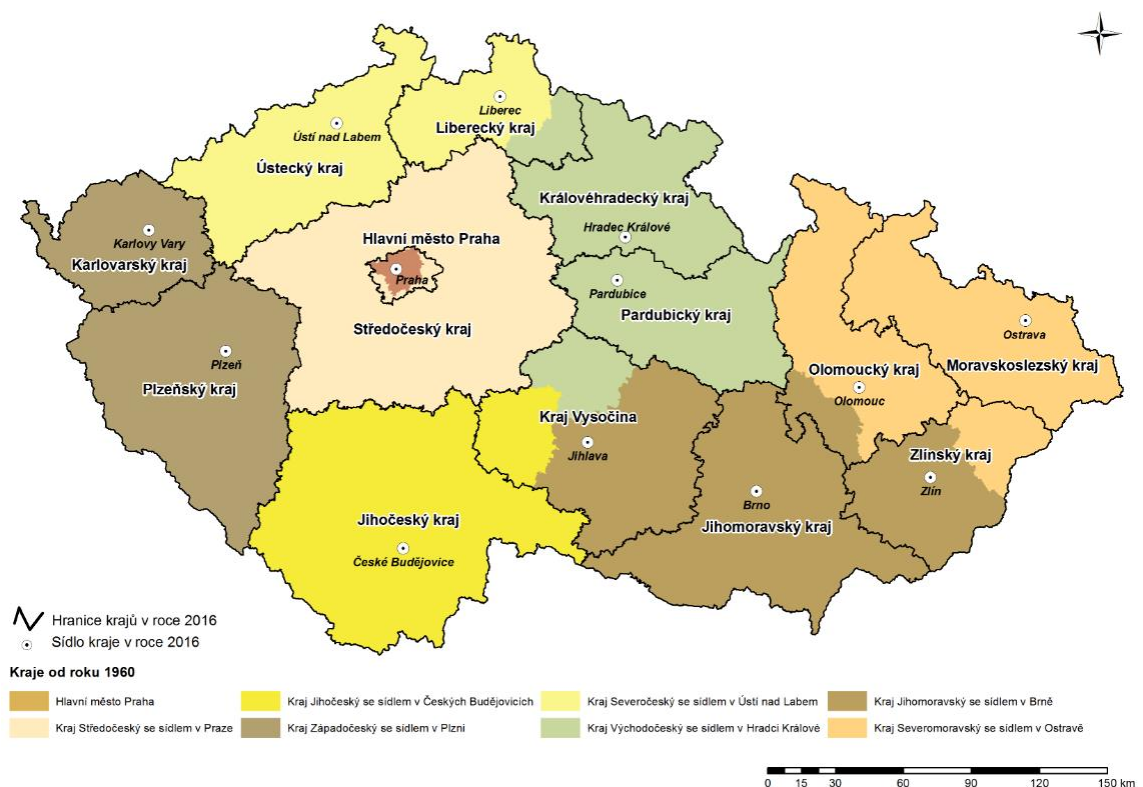 Liberec
Liberecký kraj
Ústí nad Labem
Ústecký kraj
Královéhradecký kraj
Hradec Králové
Karlovy Vary
Karlovarský kraj
Hlavní město Praha
Praha
Pardubice
Pardubický kraj
Středočeský kraj
Ostrava
Moravskoslezský kraj
Plzeň
Plzeňský kraj
Olomoucký kraj
Olomouc
Kraj Vysočina
Jihlava
Zlínský kraj
Zlín
Brno
Jihomoravský kraj
Jihočeský kraj
České Budějovice
Hranice krajů v roce 2016
Sídlo kraje v roce 2016
Kraje od roku 1960
Hlavní město Praha
Kraj Jihočeský se sídlem v Českých Budějovicich
Kraj Severočeský se sídlem v Ústí nad Labem
Kraj Jihomoravský se sídlem v Brně
Kraj Středočeský se sídlem v Praze
Kraj Západočeský se sídlem v Plzni
Kraj Východočeský se sídlem v Hradci Králové
Kraj Severomoravský se sídlem v Ostravě
0 15 30 60 90 120 150 km